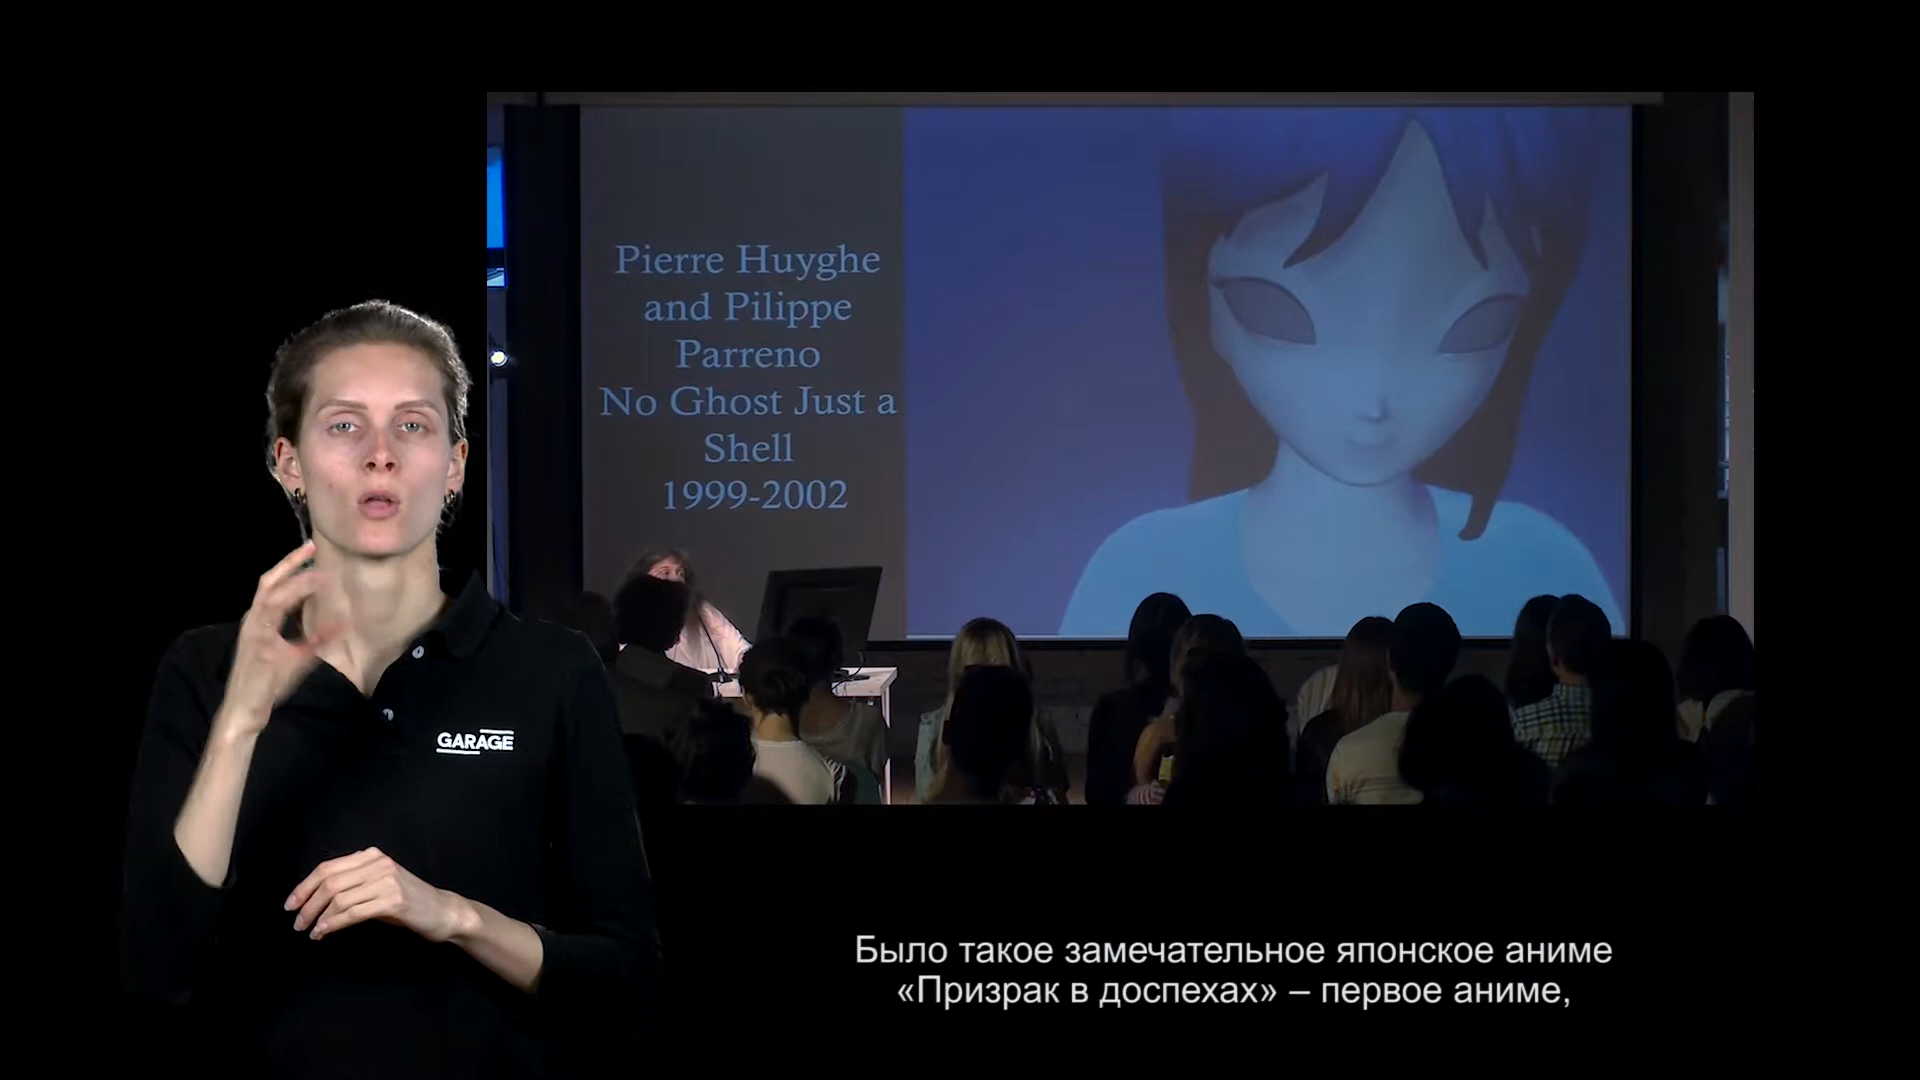 Pierre Huyghe
and Pilippe
Parreno
No Ghost Just a
Shell
1999-2002
GARAGE
Было такое замечательное японское аниме
«Призрак в доспехах» – первое аниме,